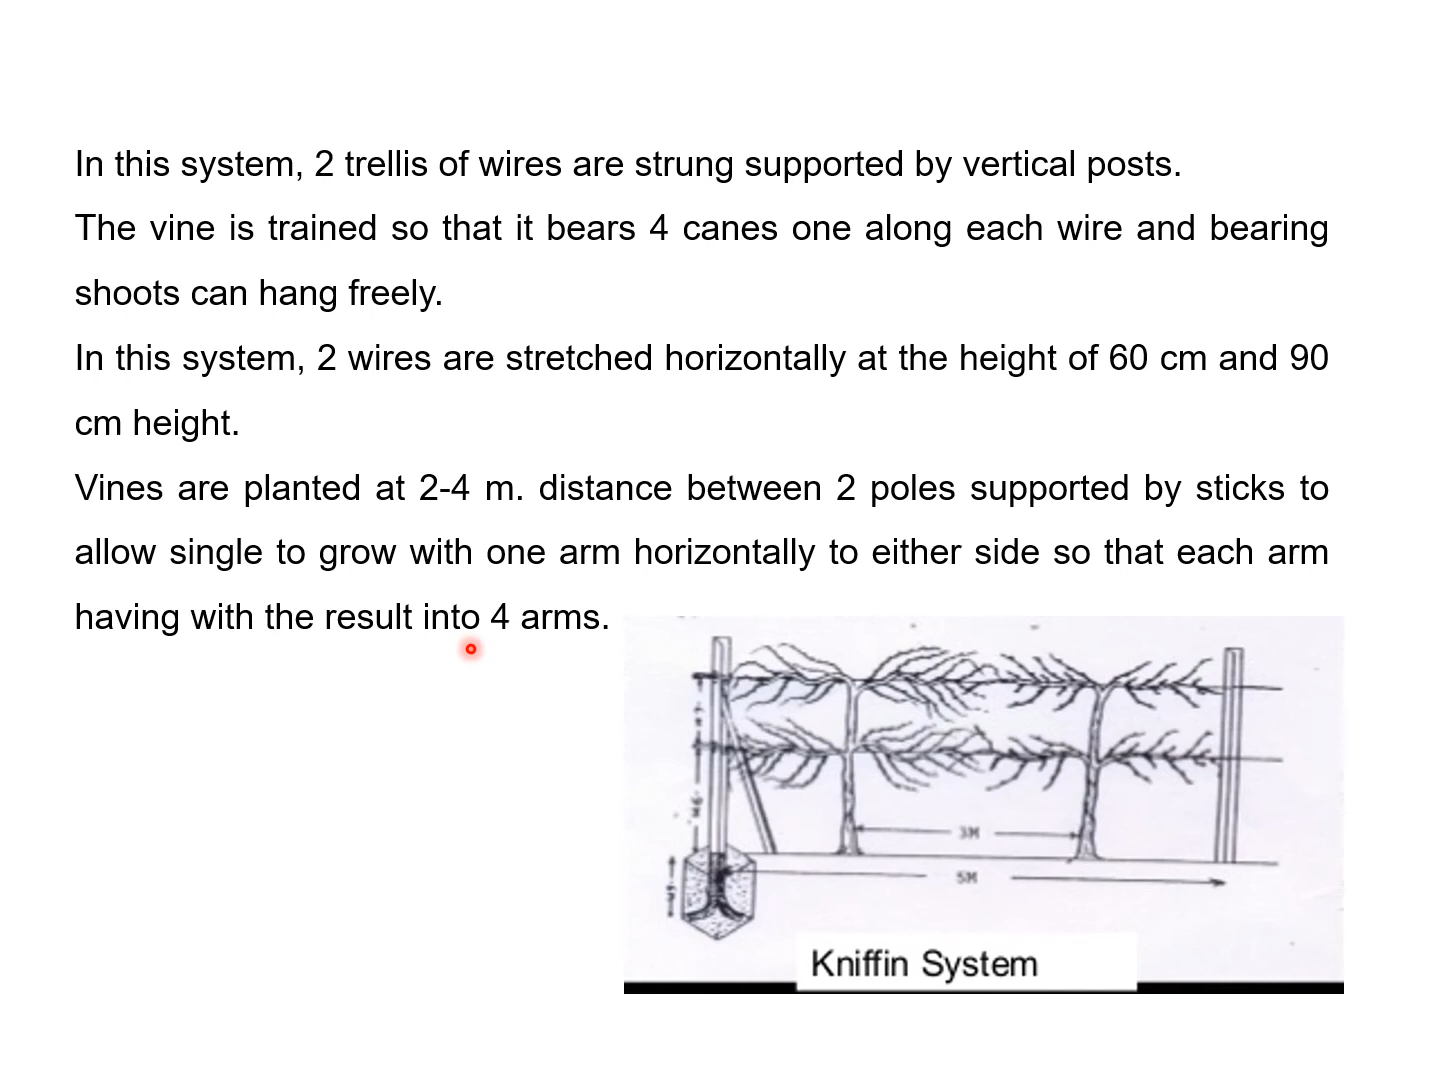 In this system, 2 trellis of wires are strung supported by vertical posts.
The vine is trained so that it bears 4 canes one along each wire and bearing
shoots can hang freely.
In this system, 2 wires are stretched horizontally at the height of 60 cm and 90
cm height.
Vines are planted at 2-4 m. distance between 2 poles supported by sticks to
allow single to grow with one arm horizontally to either side so that each arm
having with the result into 4 arms.
3M
5M
Kniffin System